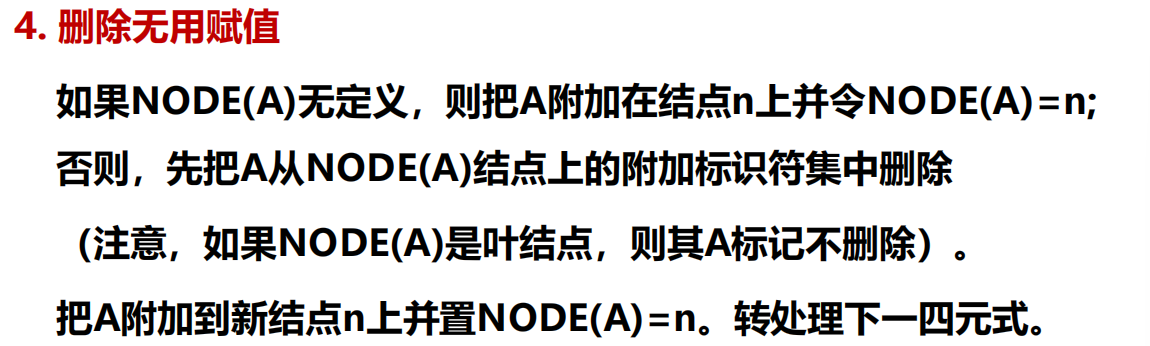 4. 删除无用赋值
如果NODE(A)无定义，则把A附加在结点n上并令NODE(A)=n;
否则，先把A从NODE(A)结点上的附加标识符集中删除
（注意，如果NODE(A)是叶结点，则其A标记不删除）。
把A附加到新结点n上并置NODE(A)=n。转处理下一四元式。